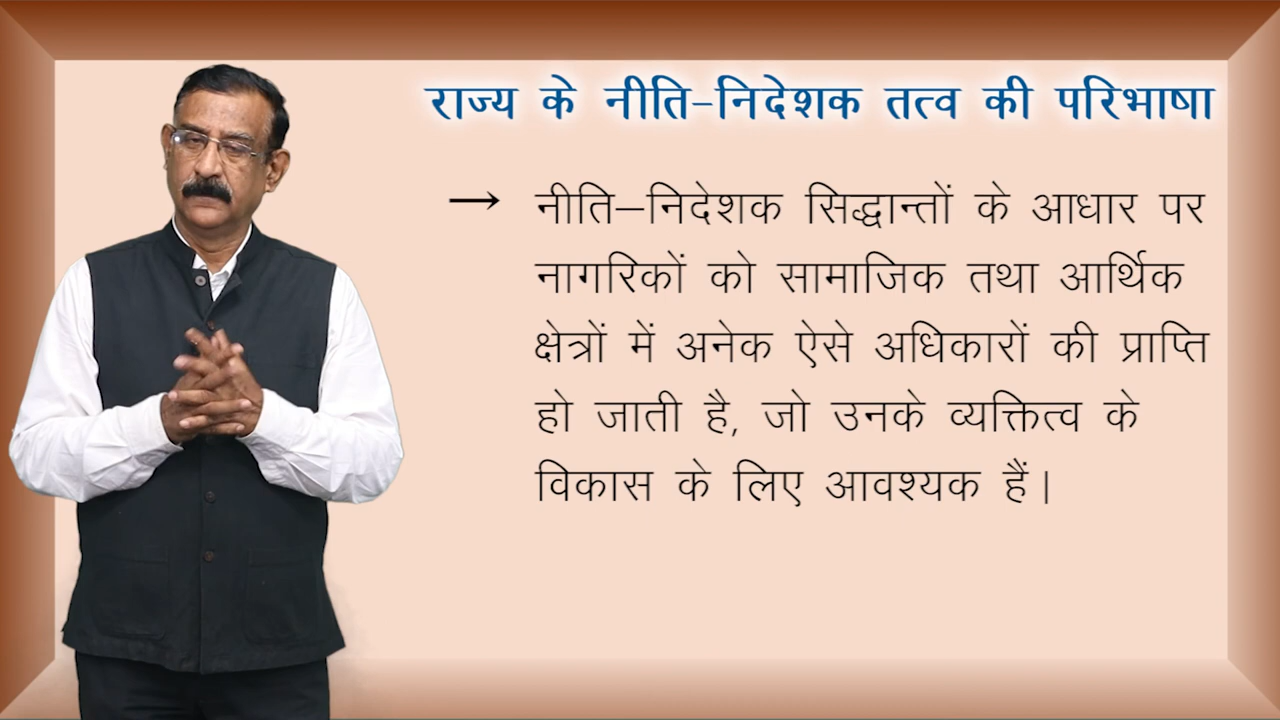 राज्य के नीति-निदेशक तत्व की परिभाषा
→ नीति–निदेशक सिद्धान्तों के आधार पर
नागरिकों को सामाजिक तथा आर्थिक
क्षेत्रों में अनेक ऐसे अधिकारों की प्राप्ति
हो जाती है, जो उनके व्यक्तित्व के
विकास के लिए आवश्यक हैं।